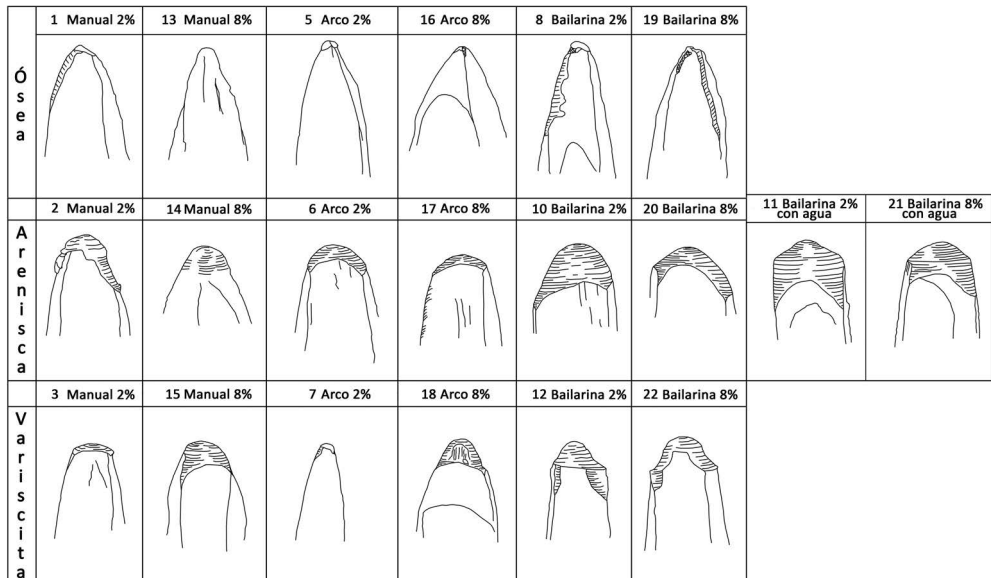 1 Manual 2% 13 Manual 8% 5 Arco 2% 16 Arco 8% 8 Bailarina 2% 19 Bailarina 8%
Ósea
2 Manual 2% 14 Manual 8% 6 Arco 2% 17 Arco 8% 10 Bailarina 2% 20 Bailarina 8% 11 Bailarina 2% con agua 21 Bailarina 8% con agua
Arenisca
3 Manual 2% 15 Manual 8% 7 Arco 2% 18 Arco 8% 12 Bailarina 2% 22 Bailarina 8%
Variscita